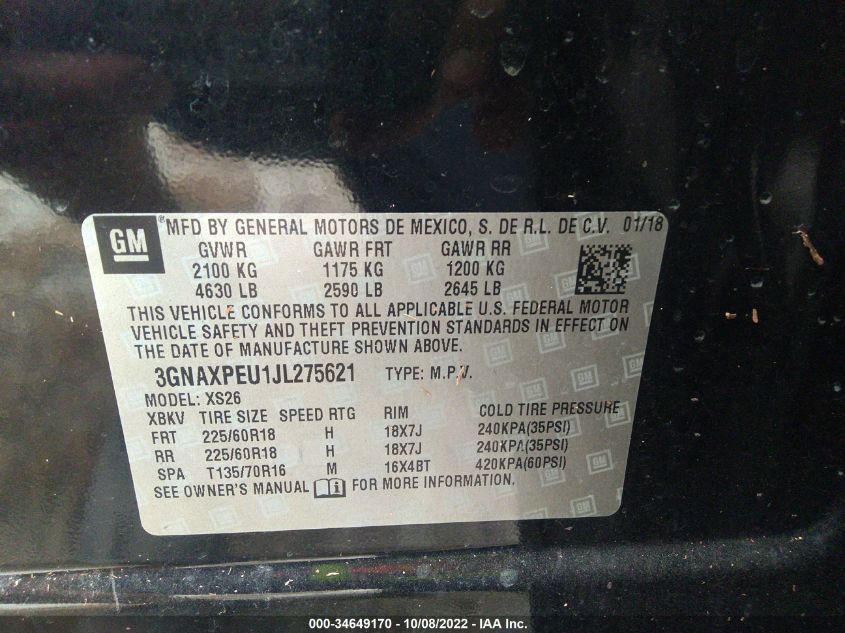 GM ® MFD BY GENERAL MOTORS DE MEXICO, S. DE R.L. DE C.V. 01/18
GVWR GAWR FRT GAWR RR
2100 KG 1175 KG 1200 KG
4630 LB 2590 LB 2645 LB
THIS VEHICLE CONFORMS TO ALL APPLICABLE U.S. FEDERAL MOTOR
VEHICLE SAFETY AND THEFT PREVENTION STANDARDS IN EFFECT ON
THE DATE OF MANUFACTURE SHOWN ABOVE.
3GNAXPEU1JL275621 TYPE: M.P.V.
MODEL: XS26
XBKV TIRE SIZE SPEED RTG RIM COLD TIRE PRESSURE
FRT 225/60R18 H 18X7J 240KPA(35PSI)
RR 225/60R18 H 18X7J 240KPA(35PSI)
SPA T135/70R16 M 16X4BT 420KPA(60PSI)
SEE OWNER'S MANUAL i FOR MORE INFORMATION.
000-34649170 - 10/08/2022 - IAA Inc.